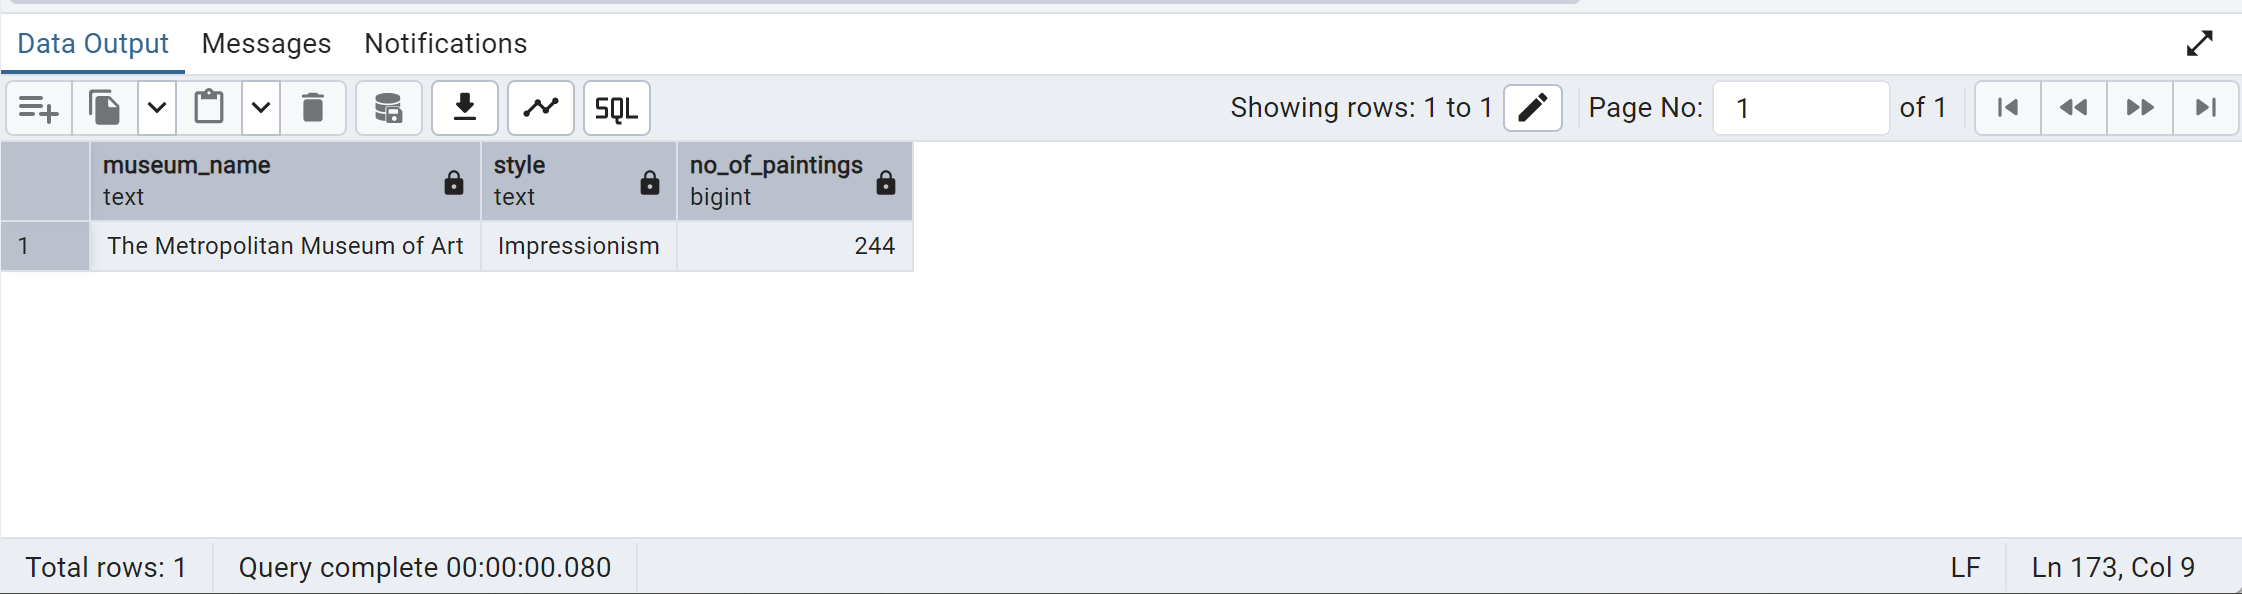 Data Output Messages Notifications
SQL Showing rows: 1 to 1 Page No: 1 of 1
museum_name style no_of_paintings
text text bigint
1 The Metropolitan Museum of Art Impressionism 244
Total rows: 1 Query complete 00:00:00.080 LF Ln 173, Col 9